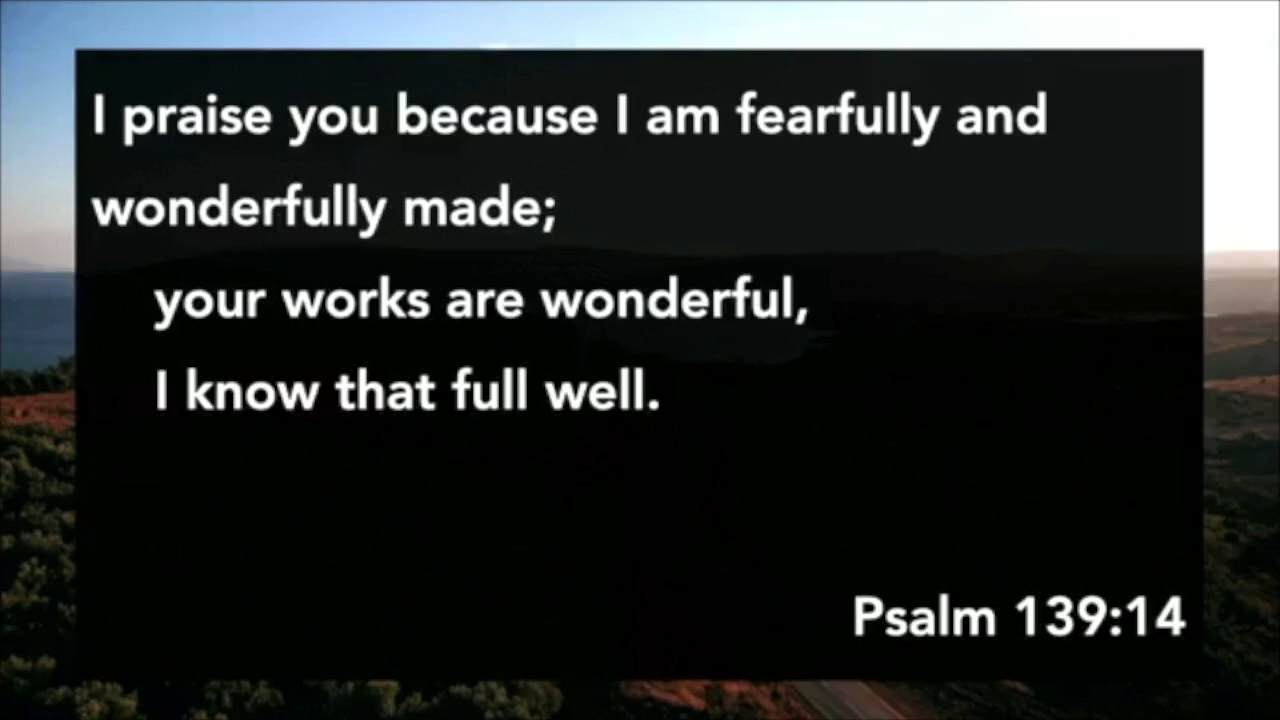 I praise you because I am fearfully and
wonderfully made;
your works are wonderful,
I know that full well.
Psalm 139:14